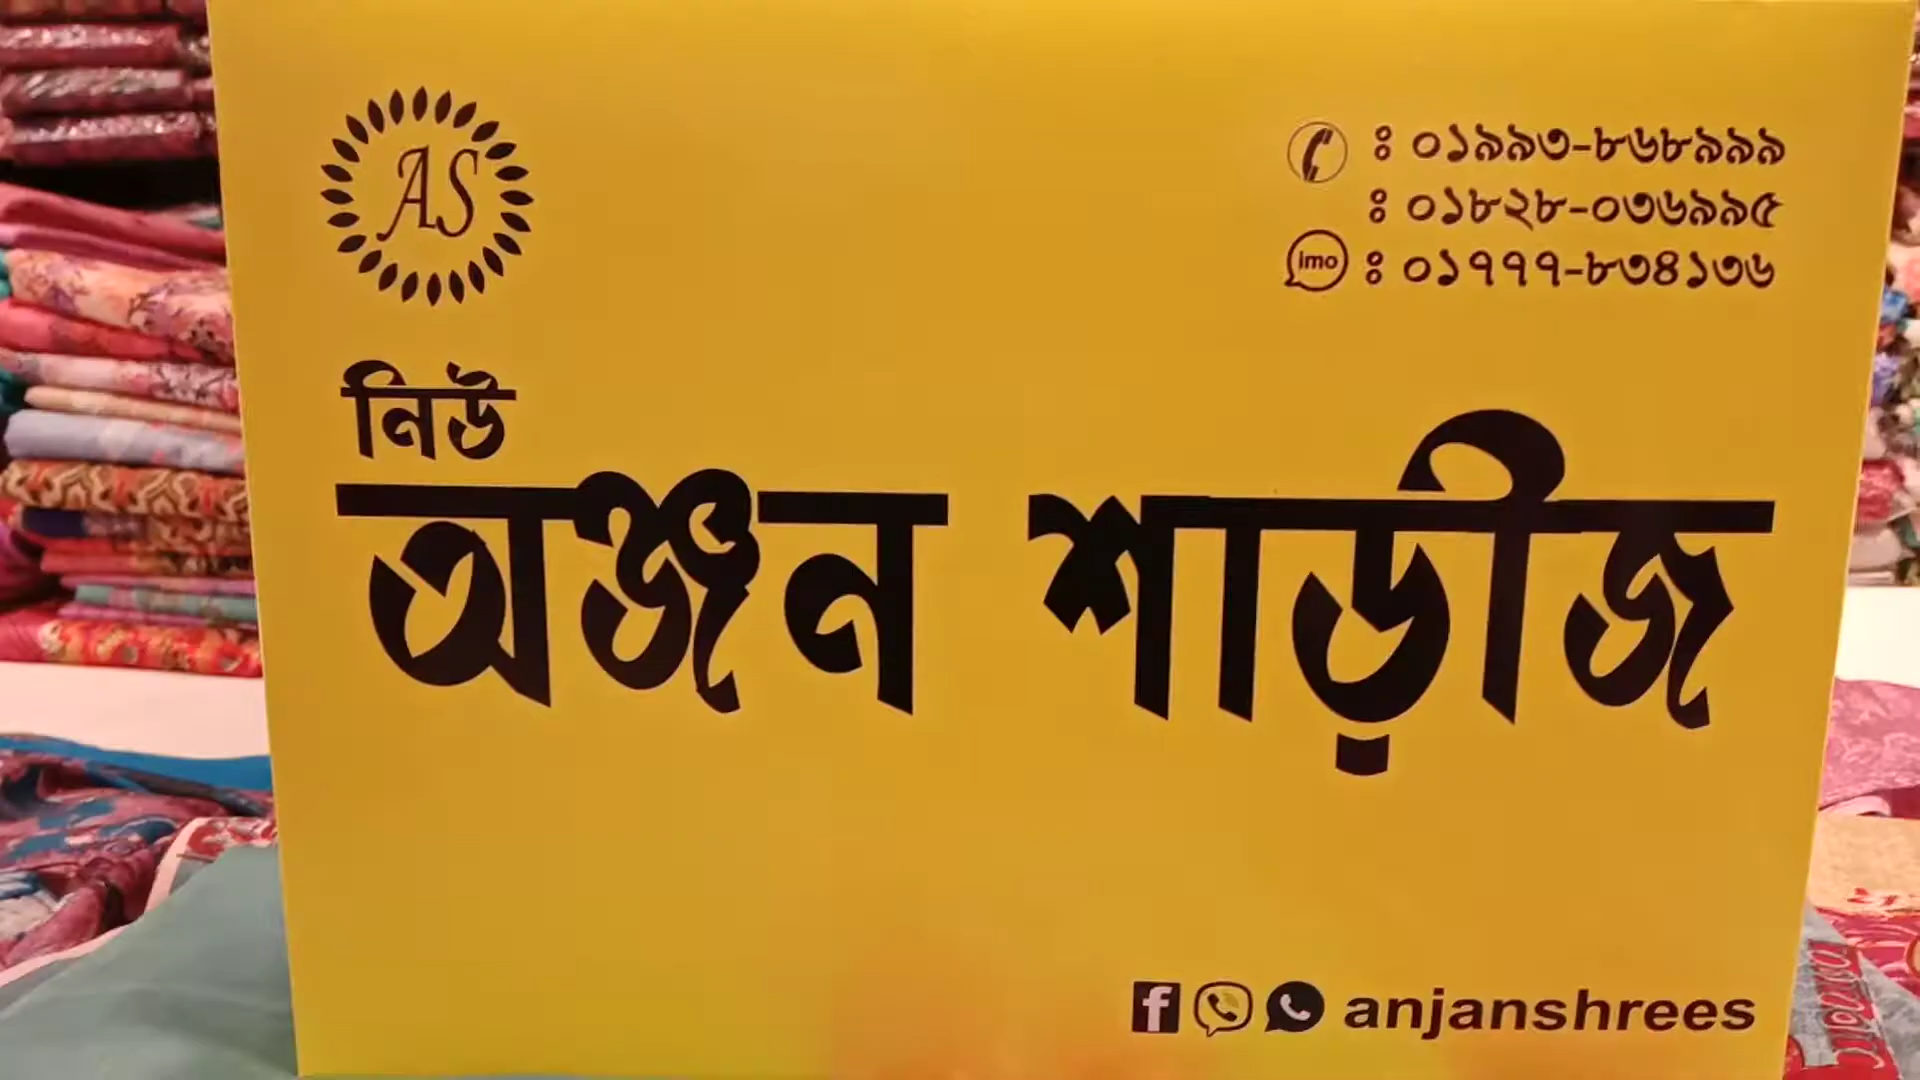 AS
: ০১৯৯৩-৮৬৮৯৯৯
: ০১৮২৮-০৩৬৯৯৫
imo : ০১৭৭৭-৮৩৪১৩৬
নিউ
অঞ্জন শাড়ীজ
f anjanshrees